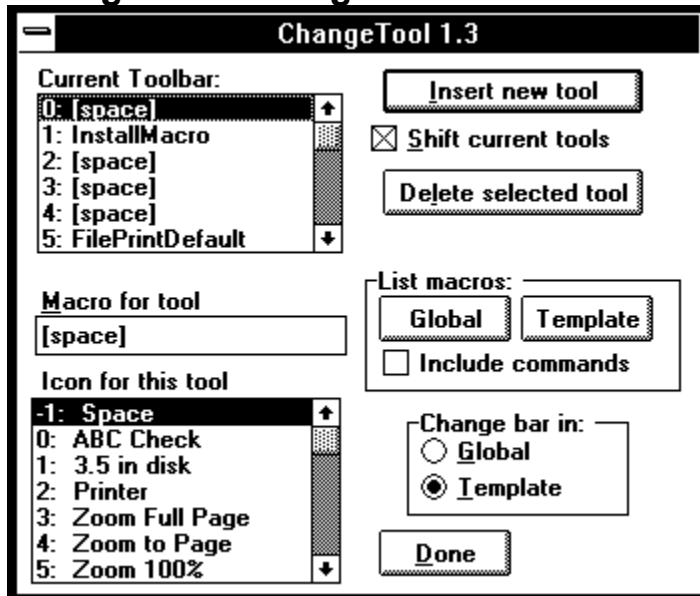 ChangeTool 1.3
Current Toolbar:
0: [space]
1: InstallMacro
2: [space]
3: [space]
4: [space]
5: FilePrintDefault
Insert new tool
Shift current tools
Delete selected tool
Macro for tool
[space]
List macros:
Global Template
Include commands
Icon for this tool
-1: Space
0: ABC Check
1: 3.5 in disk
2: Printer
3: Zoom Full Page
4: Zoom to Page
5: Zoom 100%
Change bar in:
Global
Template
Done